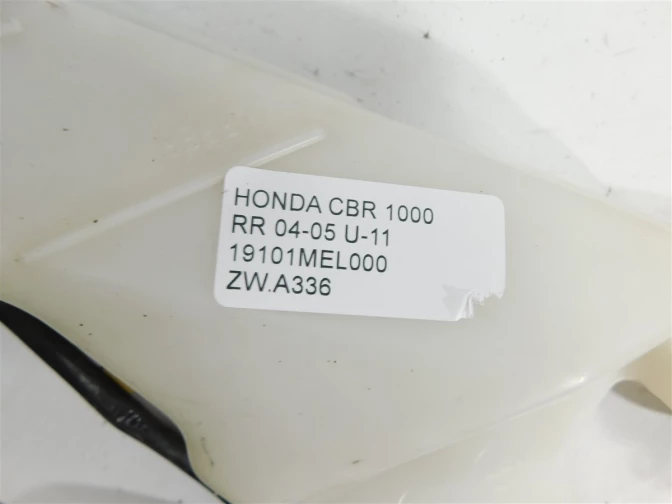 HONDA CBR 1000
RR 04-05 U-11
19101MEL000
ZW.A336